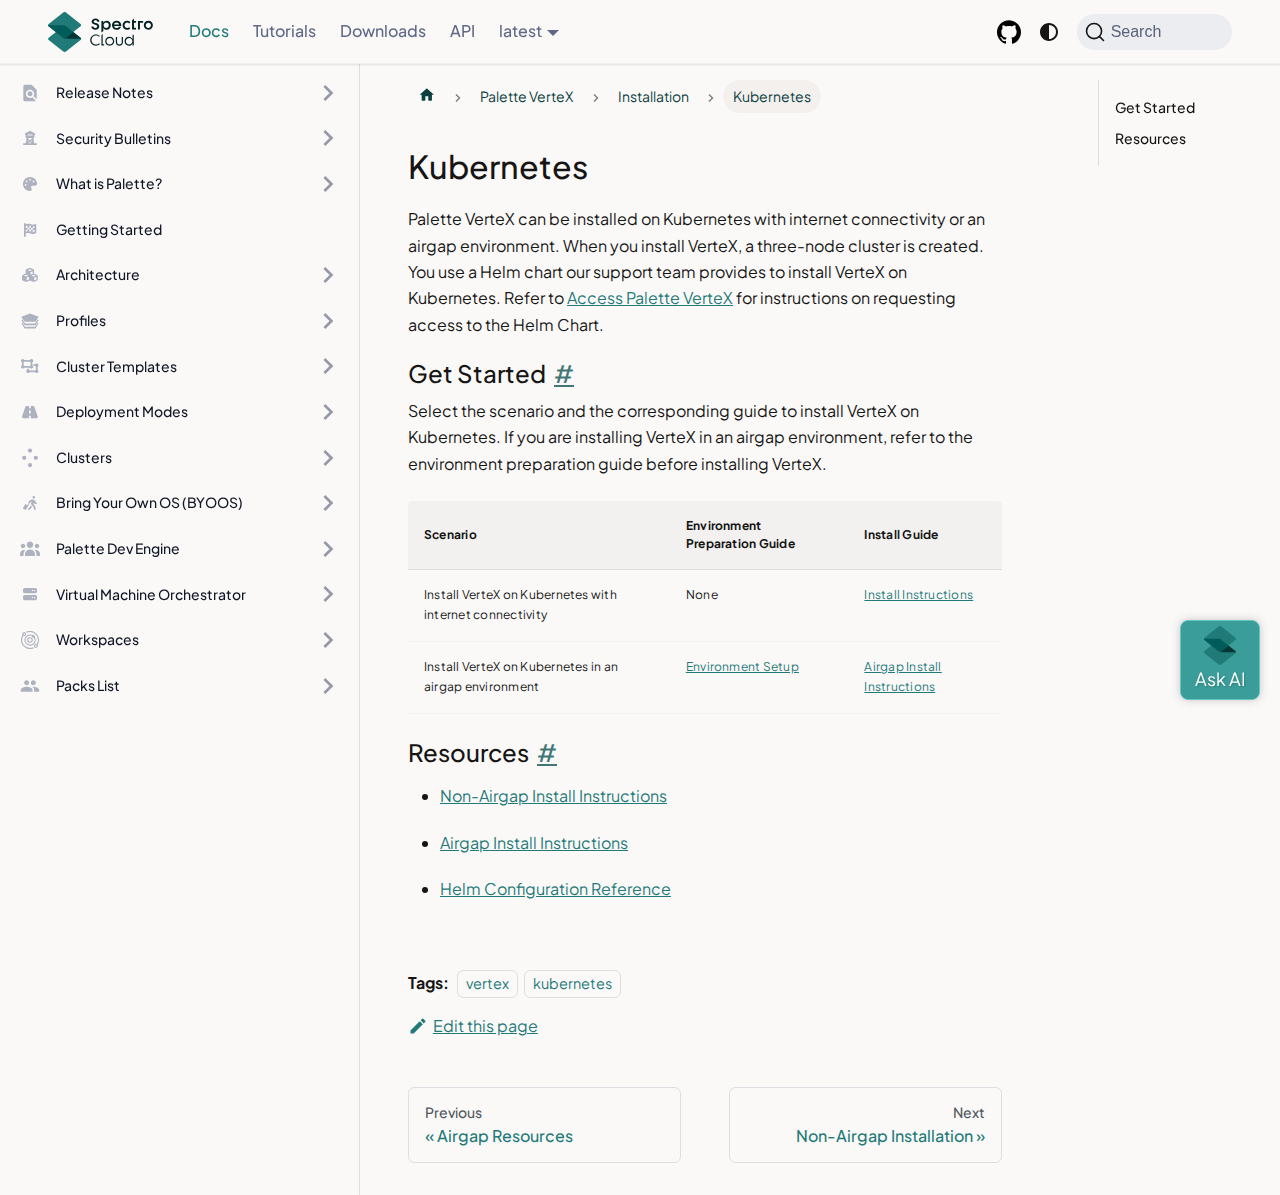 Spectro
Cloud
Docs
Tutorials
Downloads
API
latest
Search
Release Notes
Security Bulletins
What is Palette?
Getting Started
Architecture
Profiles
Cluster Templates
Deployment Modes
Clusters
Bring Your Own OS (BYOOS)
Palette Dev Engine
Virtual Machine Orchestrator
Workspaces
Packs List
Palette VerteX
Installation
Kubernetes
Kubernetes
Palette VerteX can be installed on Kubernetes with internet connectivity or an
airgap environment. When you install VerteX, a three-node cluster is created.
You use a Helm chart our support team provides to install VerteX on
Kubernetes. Refer to Access Palette VerteX for instructions on requesting
access to the Helm Chart.
Get Started #
Select the scenario and the corresponding guide to install VerteX on
Kubernetes. If you are installing VerteX in an airgap environment, refer to the
environment preparation guide before installing VerteX.
Scenario
Environment
Preparation Guide
Install Guide
Install VerteX on Kubernetes with
internet connectivity
None
Install Instructions
Install VerteX on Kubernetes in an
airgap environment
Environment Setup
Airgap Install
Instructions
Resources #
Non-Airgap Install Instructions
Airgap Install Instructions
Helm Configuration Reference
Tags: vertex kubernetes
Edit this page
Previous
« Airgap Resources
Next
Non-Airgap Installation »
Get Started
Resources
Ask AI